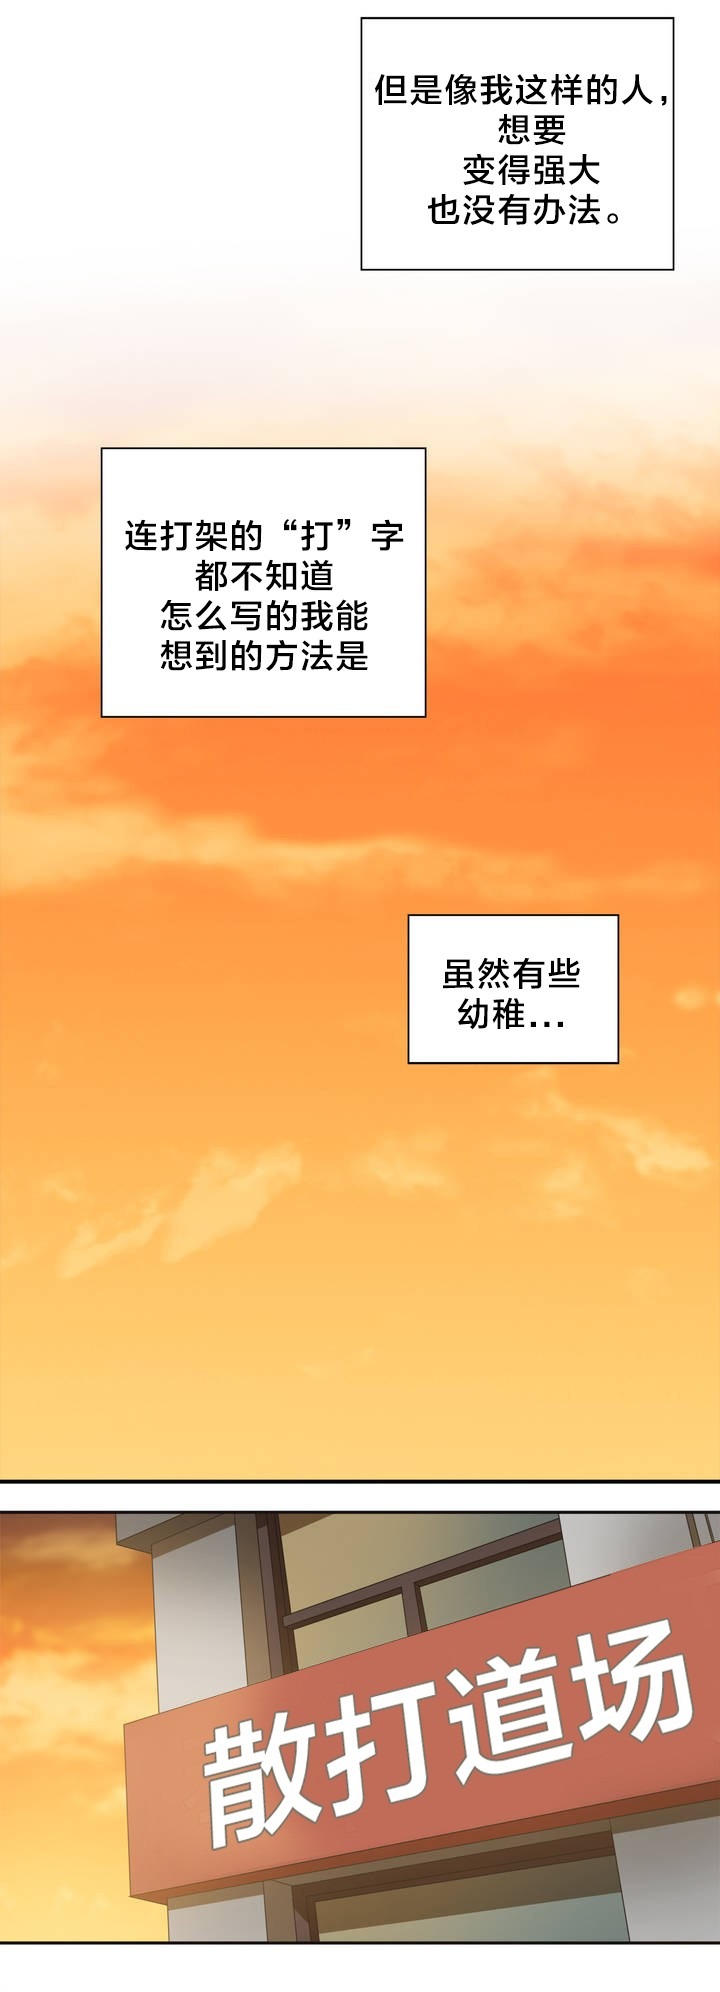 但是像我这样的人，
想要
变得强大
也没有办法。
连打架的“打”字
都不知道
怎么写的我能
想到的方法是
虽然有些
幼稚...
散打道场